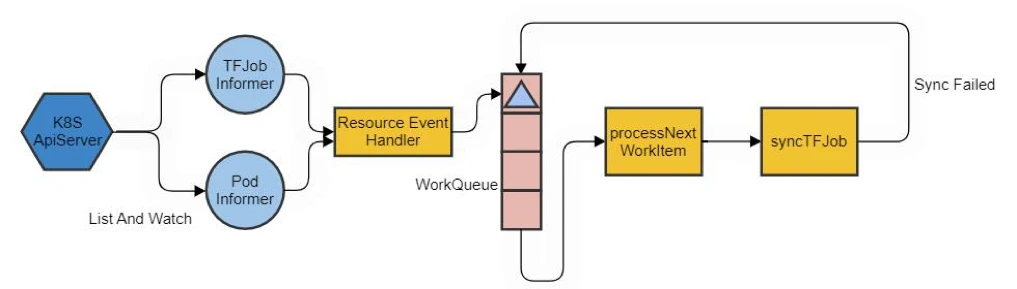 K8S
ApiServer
TFJob
Informer
Pod
Informer
List And Watch
Resource Event
Handler
WorkQueue
processNext
WorkItem
syncTFJob
Sync Failed